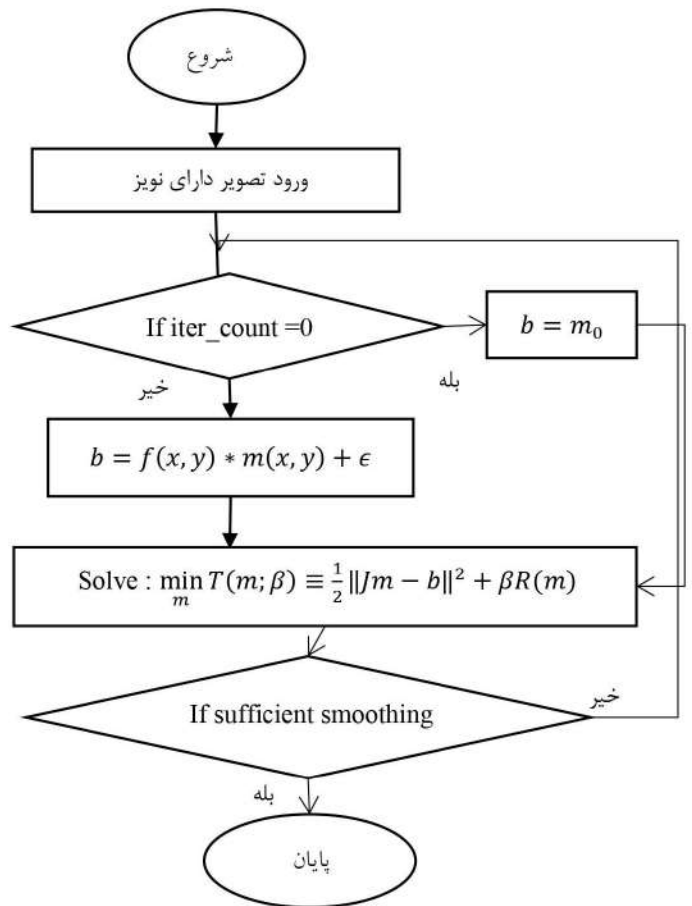 شروع
ورود تصویر دارای نویز
If iter_count =0
b = m₀
خیر
بله
b = f(x, y) * m(x, y) + ϵ
Solve : min_m T(m; β) ≡ ½ ‖Jm − b‖² + βR(m)
If sufficient smoothing
خیر
بله
پایان